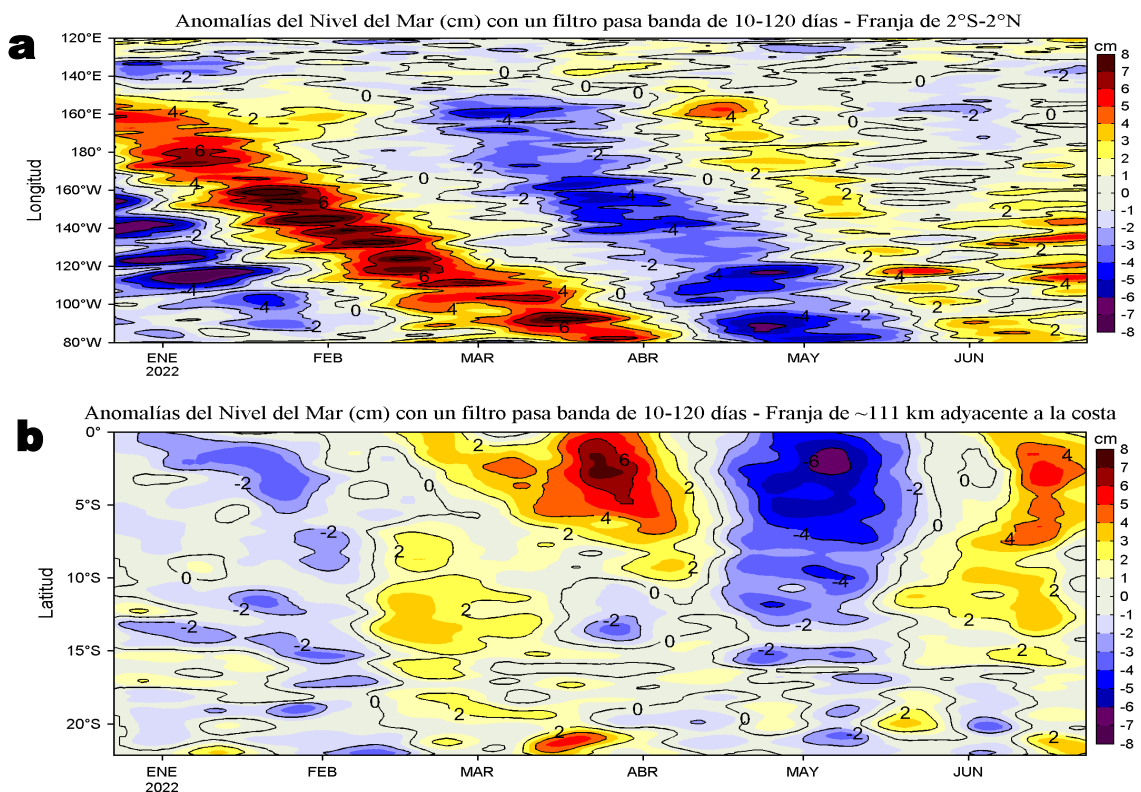 a
Anomalías del Nivel del Mar (cm) con un filtro pasa banda de 10-120 días - Franja de 2°S-2°N
Longitud
120°E
140°E
160°E
180°
160°W
140°W
120°W
100°W
80°W
ENE
2022
FEB
MAR
ABR
MAY
JUN
cm
8
7
6
5
4
3
2
1
0
-1
-2
-3
-4
-5
-6
-7
-8
b
Anomalías del Nivel del Mar (cm) con un filtro pasa banda de 10-120 días - Franja de ~111 km adyacente a la costa
Latitud
0°
5°S
10°S
15°S
20°S
ENE
2022
FEB
MAR
ABR
MAY
JUN
cm
8
7
6
5
4
3
2
1
0
-1
-2
-3
-4
-5
-6
-7
-8